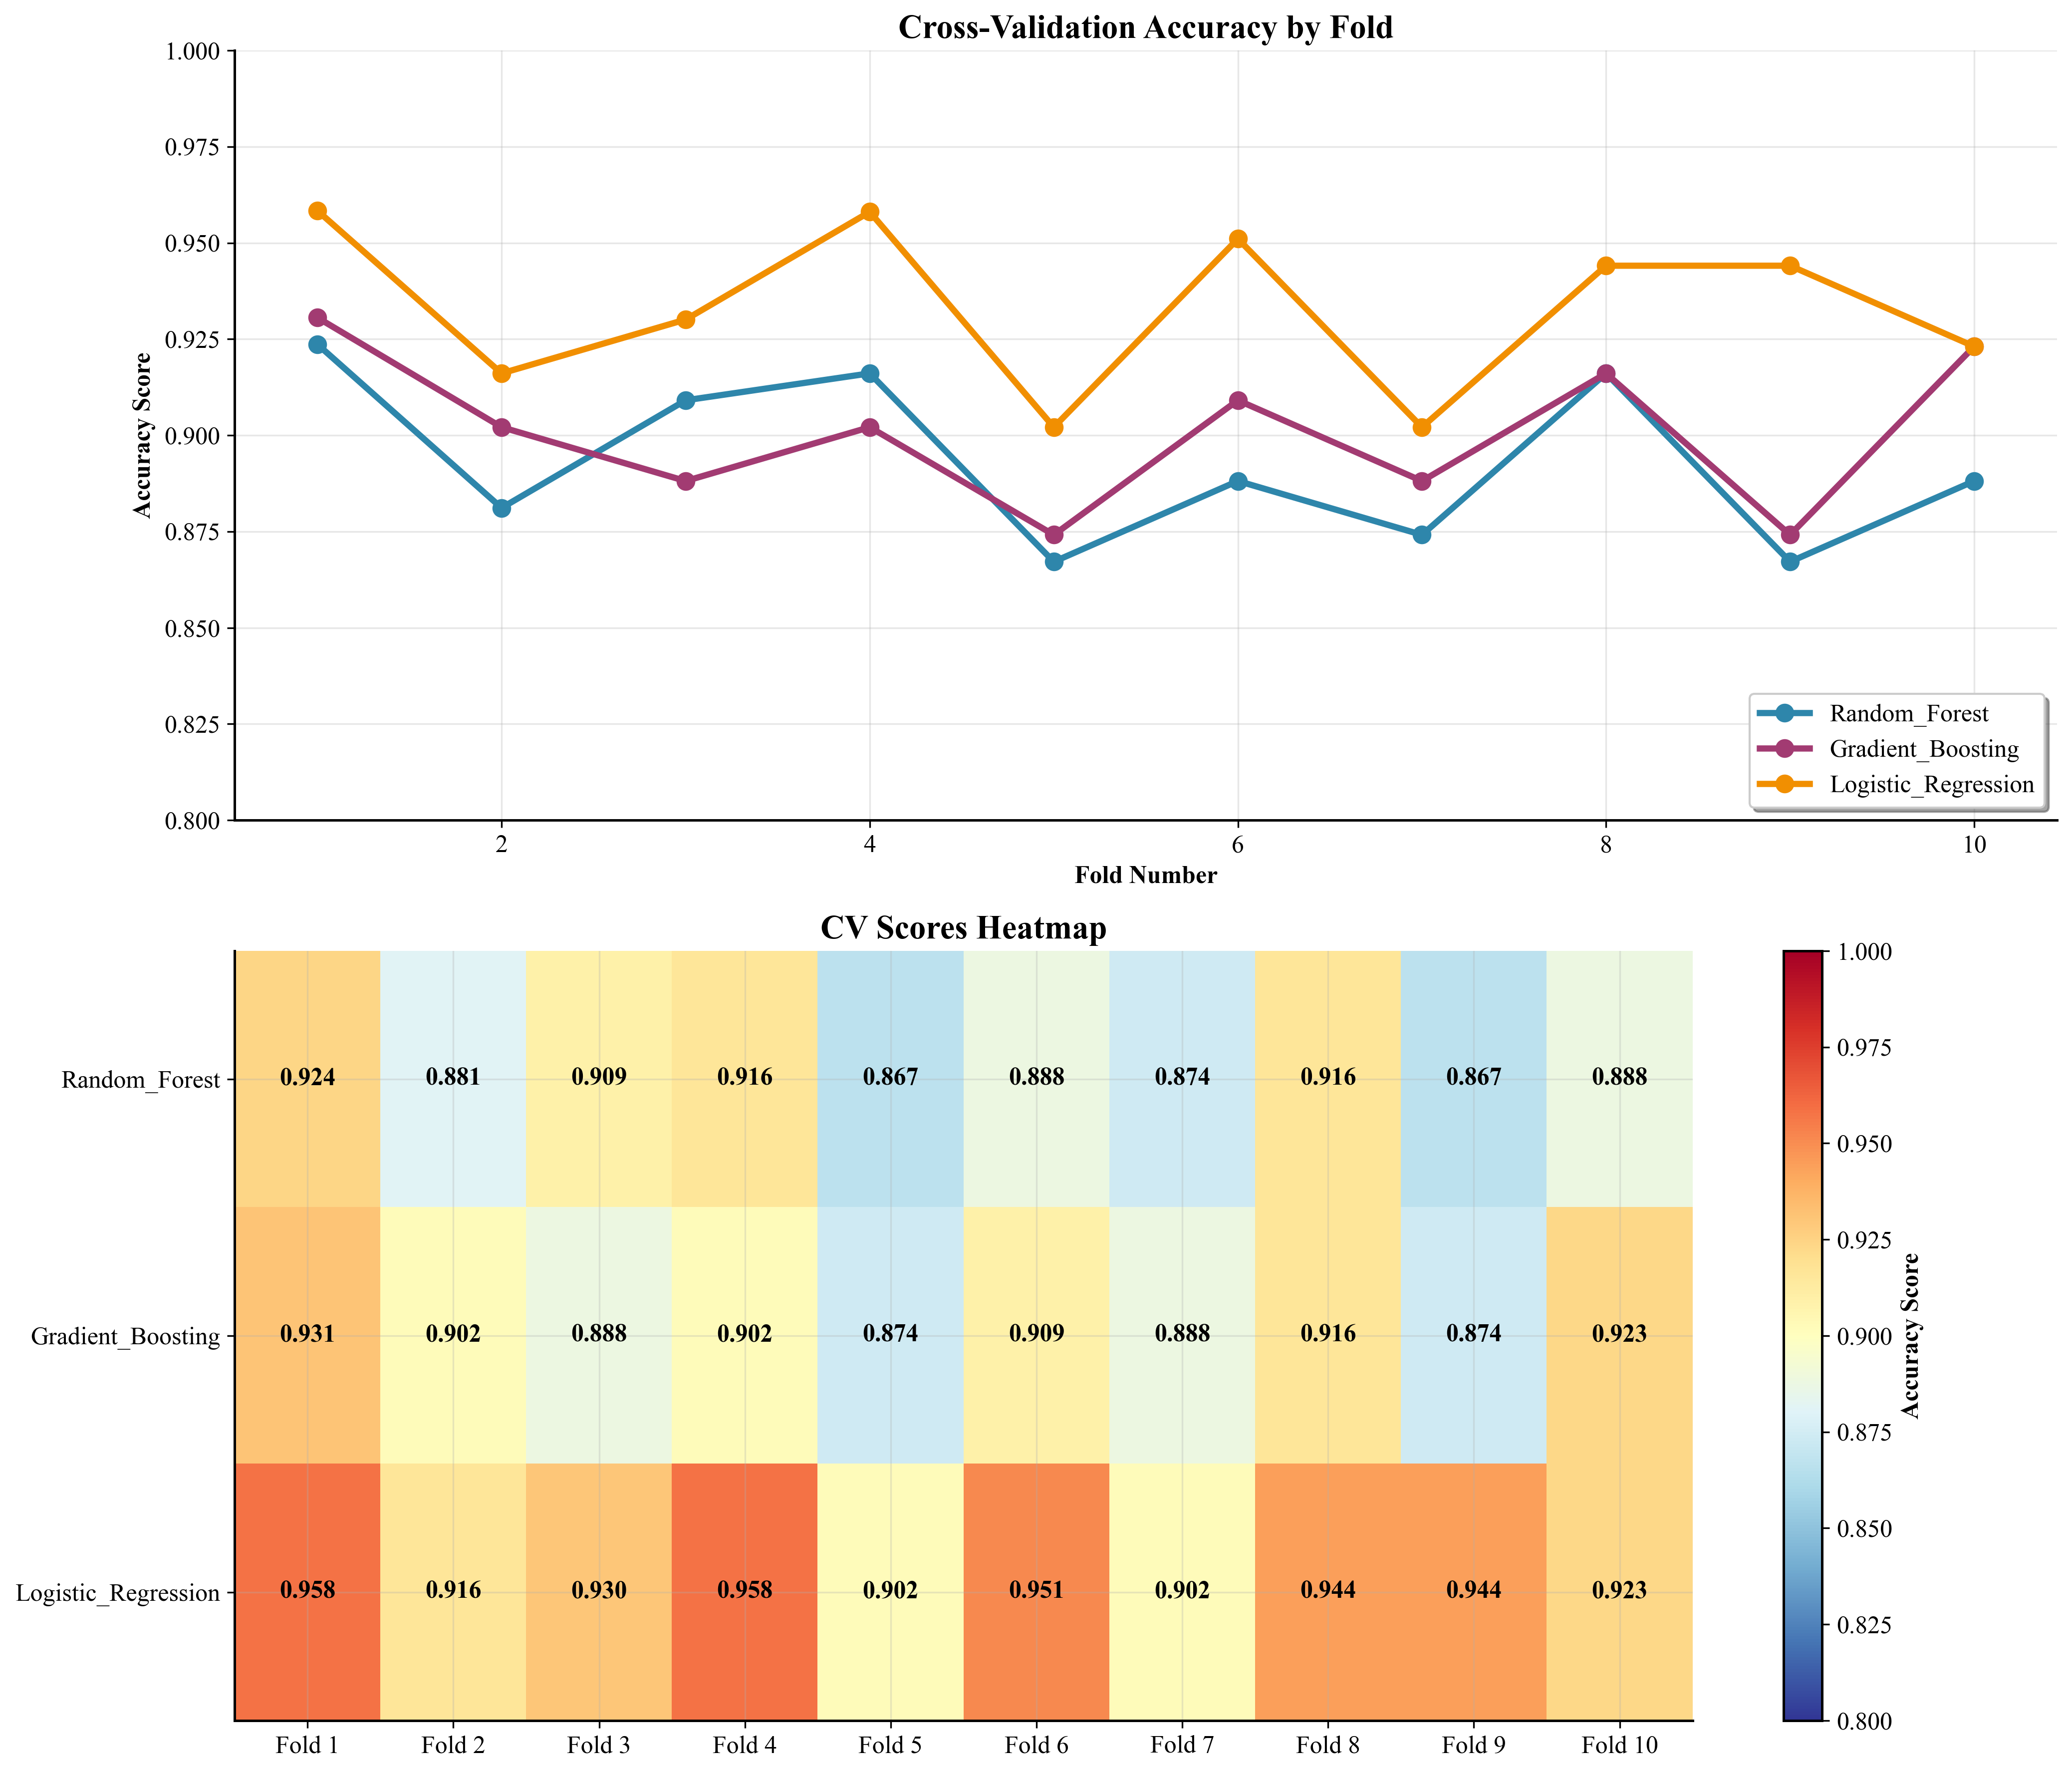 Cross-Validation Accuracy by Fold
1.000
0.975
0.950
0.925
0.900
0.875
0.850
0.825
0.800
Accuracy Score
2 4 6 8 10
Fold Number
Random_Forest
Gradient_Boosting
Logistic_Regression
CV Scores Heatmap
Random_Forest 0.924 0.881 0.909 0.916 0.867 0.888 0.874 0.916 0.867 0.888
Gradient_Boosting 0.931 0.902 0.888 0.902 0.874 0.909 0.888 0.916 0.874 0.923
Logistic_Regression 0.958 0.916 0.930 0.958 0.902 0.951 0.902 0.944 0.944 0.923
Fold 1 Fold 2 Fold 3 Fold 4 Fold 5 Fold 6 Fold 7 Fold 8 Fold 9 Fold 10
1.000
0.975
0.950
0.925
0.900
0.875
0.850
0.825
0.800
Accuracy Score